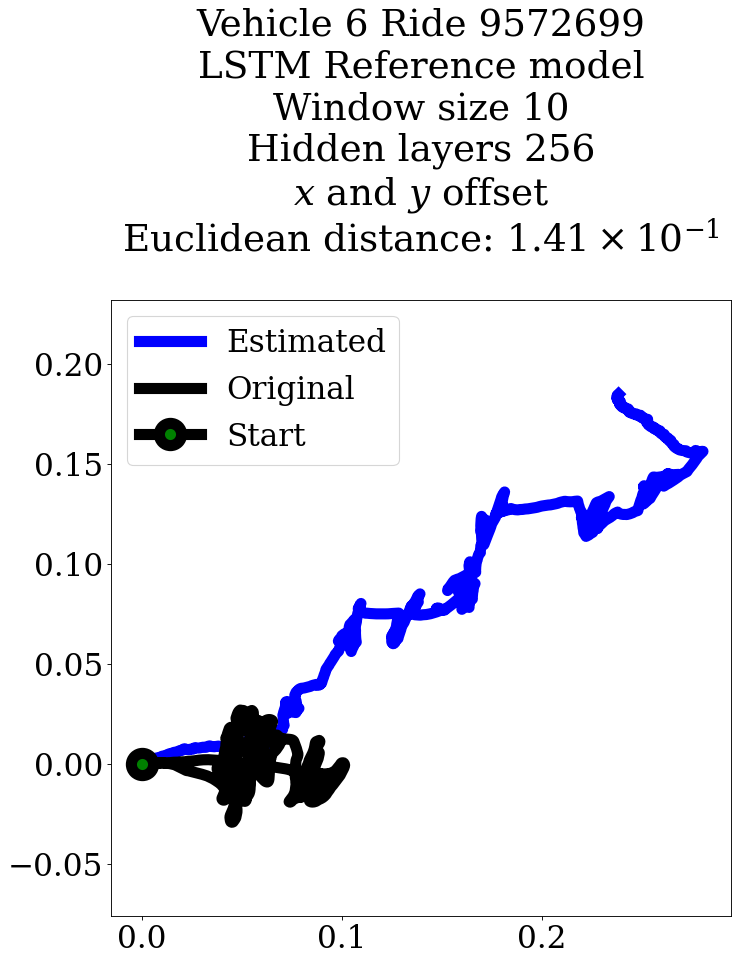 Vehicle 6 Ride 9572699
LSTM Reference model
Window size 10
Hidden layers 256
x and y offset
Euclidean distance: 1.41 × 10⁻¹
Estimated
Original
Start
0.20
0.15
0.10
0.05
0.00
−0.05
0.0 0.1 0.2